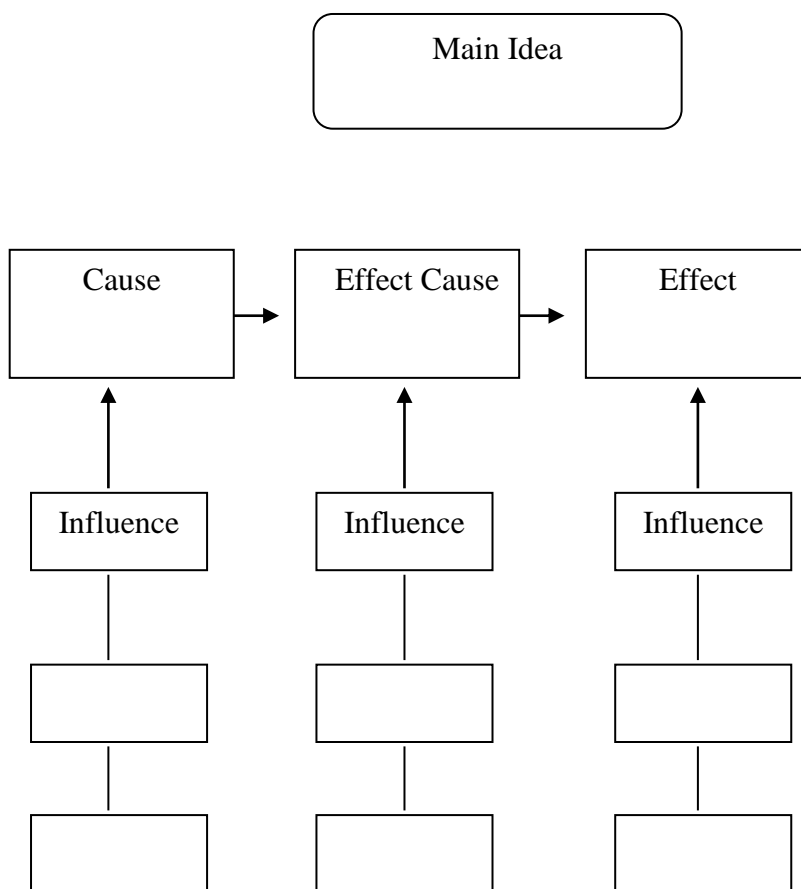 Main Idea
Cause
Effect Cause
Effect
Influence
Influence
Influence